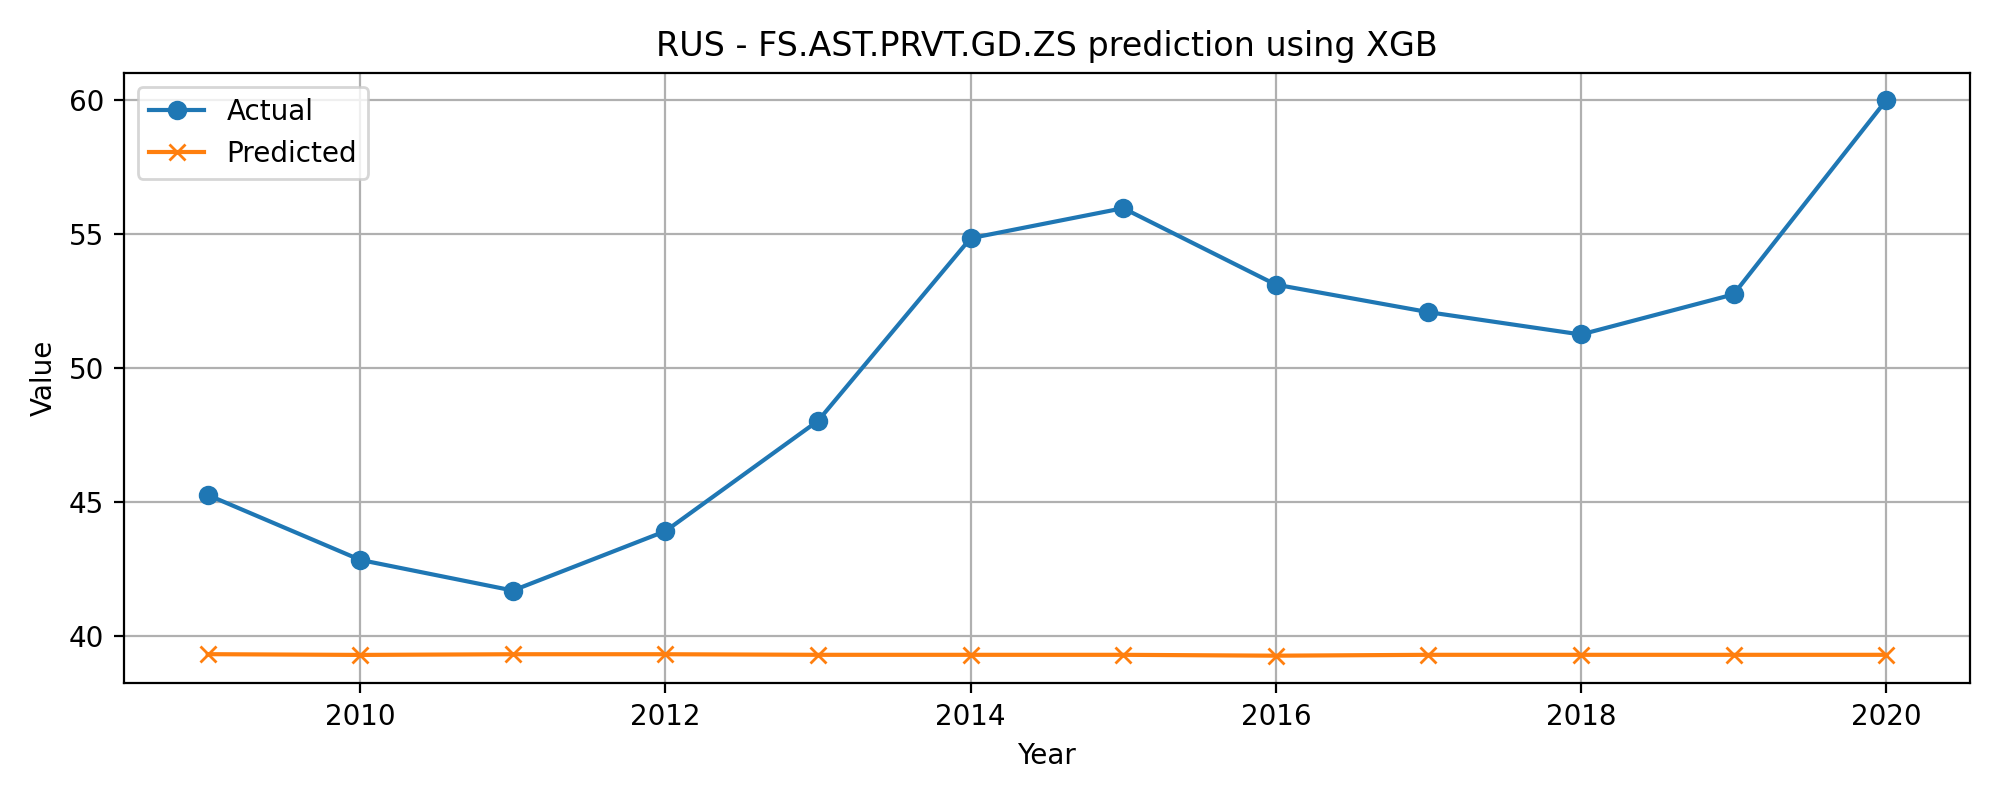 RUS - FS.AST.PRVT.GD.ZS prediction using XGB
Actual
Predicted
60
55
50
45
40
Value
2010 2012 2014 2016 2018 2020
Year